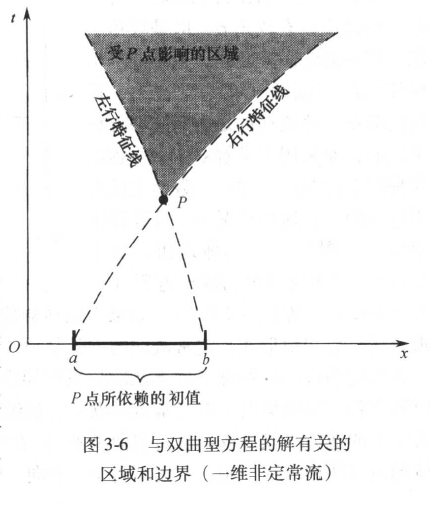 t
受P点影响的区域
左行特征线
右行特征线
P
O
a
b
x
P点所依赖的初值
图3-6 与双曲型方程的解有关的
区域和边界（一维非定常流）